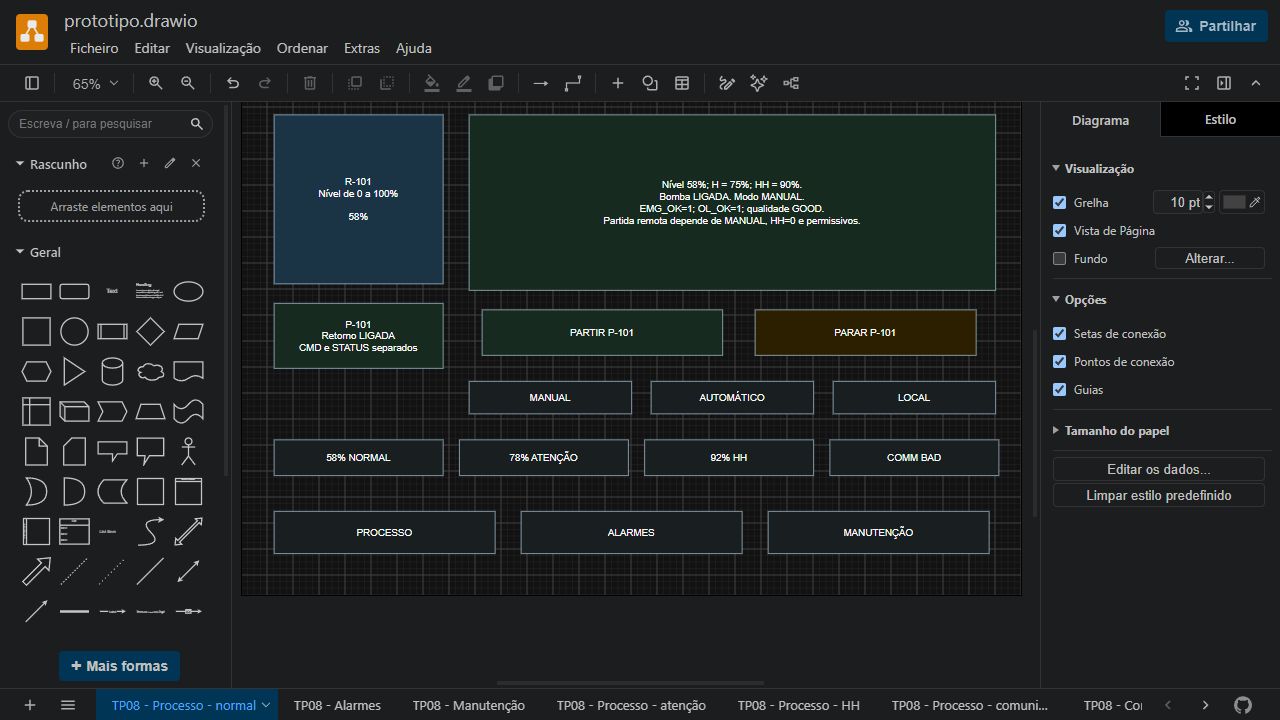 prototipo.drawio
Ficheiro Editar Visualização Ordenar Extras Ajuda
Partilhar
65%
Escreva / para pesquisar
Rascunho
Arraste elementos aqui
Geral
Text
Heading
List Item
+ Mais formas
R-101
Nível de 0 a 100%
58%
Nível 58%; H = 75%; HH = 90%.
Bomba LIGADA. Modo MANUAL.
EMG_OK=1; OL_OK=1; qualidade GOOD.
Partida remota depende de MANUAL, HH=0 e permissivos.
P-101
Retorno LIGADA
CMD e STATUS separados
PARTIR P-101
PARAR P-101
MANUAL
AUTOMÁTICO
LOCAL
58% NORMAL
78% ATENÇÃO
92% HH
COMM BAD
PROCESSO
ALARMES
MANUTENÇÃO
Diagrama
Estilo
Visualização
Grelha
10 pt
Vista de Página
Fundo
Alterar...
Opções
Setas de conexão
Pontos de conexão
Guias
Tamanho do papel
Editar os dados...
Limpar estilo predefinido
TP08 - Processo - normal
TP08 - Alarmes
TP08 - Manutenção
TP08 - Processo - atenção
TP08 - Processo - HH
TP08 - Processo - comuni...
TP08 - Co